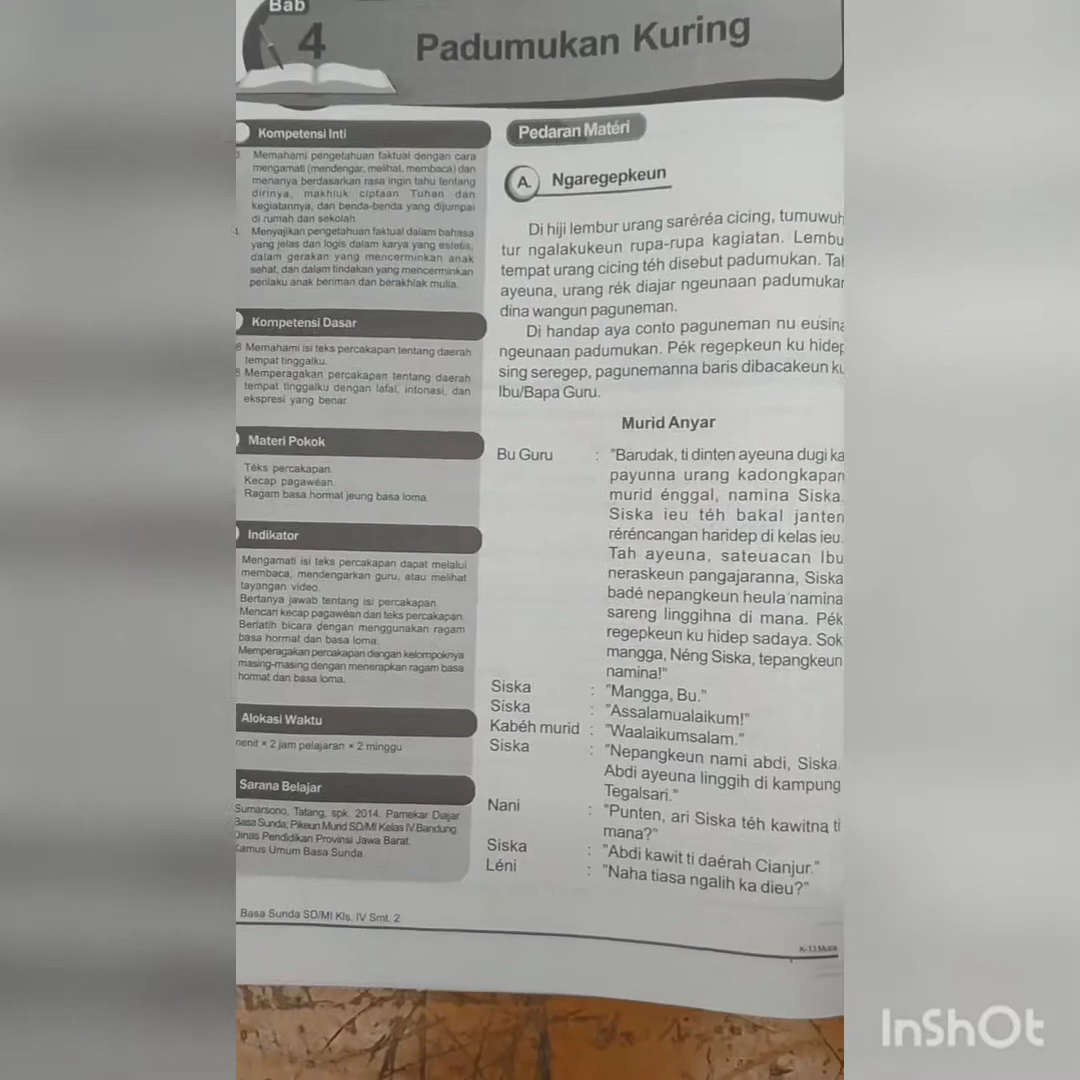 Bab
4
Padumukan Kuring
Kompetensi Inti
Memahami pengetahuan faktual dengan cara
mengamati (mendengar, melihat, membaca) dan
menanya berdasarkan rasa ingin tahu tentang
dirinya, makhluk ciptaan Tuhan dan
kegiatannya, dan benda-benda yang dijumpai
di rumah dan sekolah.
Menyajikan pengetahuan faktual dalam bahasa
yang jelas dan logis dalam karya yang estetis,
dalam gerakan yang mencerminkan anak
sehat, dan dalam tindakan yang mencerminkan
perilaku anak beriman dan berakhlak mulia.
Kompetensi Dasar
Memahami isi teks percakapan tentang daerah
tempat tinggalku.
Memperagakan percakapan tentang daerah
tempat tinggalku dengan lafal, intonasi, dan
ekspresi yang benar.
Materi Pokok
Téks percakapan.
Kecap pagawéan.
Ragam basa hormat jeung basa loma.
Indikator
Mengamati isi teks percakapan dapat melalui
membaca, mendengarkan guru, atau melihat
tayangan video.
Bertanya jawab tentang isi percakapan.
Mencari kecap pagawéan dari teks percakapan.
Berlatih bicara dengan menggunakan ragam
basa hormat dan basa loma.
Memperagakan percakapan dengan kelompoknya
masing-masing dengan menerapkan ragam basa
hormat dan basa loma.
Alokasi Waktu
menit × 2 jam pelajaran × 2 minggu
Sarana Belajar
Sumarsono, Tatang, spk. 2014. Pamekar Diajar
Basa Sunda; Pikeun Murid SD/MI Kelas IV.Bandung
Dinas Pendidikan Provinsi Jawa Barat.
Kamus Umum Basa Sunda
Pedaran Matéri
A. Ngaregepkeun
Di hiji lembur urang saréréa cicing, tumuwuh
tur ngalakukeun rupa-rupa kagiatan. Lembu
tempat urang cicing téh disebut padumukan. Tah
ayeuna, urang rék diajar ngeunaan padumukan
dina wangun paguneman.
Di handap aya conto paguneman nu eusina
ngeunaan padumukan. Pék regepkeun ku hidep
sing seregep, pagunemanna baris dibacakeun ku
Ibu/Bapa Guru.
Murid Anyar
Bu Guru : "Barudak, ti dinten ayeuna dugi ka
payunna urang kadongkapan
murid énggal, namina Siska.
Siska ieu téh bakal janten
réréncangan haridep di kelas ieu.
Tah ayeuna, sateuacan Ibu
neraskeun pangajaranna, Siska
badé nepangkeun heula namina
sareng linggihna di mana. Pék
regepkeun ku hidep sadaya. Sok
mangga, Néng Siska, tepangkeun
namina!"
Siska : "Mangga, Bu."
Siska : "Assalamualaikum!"
Kabéh murid : "Waalaikumsalam."
Siska : "Nepangkeun nami abdi, Siska.
Abdi ayeuna linggih di kampung
Tegalsari."
Nani : "Punten, ari Siska téh kawitna ti
mana?"
Siska : "Abdi kawit ti daérah Cianjur."
Léni : "Naha tiasa ngalih ka dieu?"
Basa Sunda SD/MI Kls. IV Smt. 2
InShOt